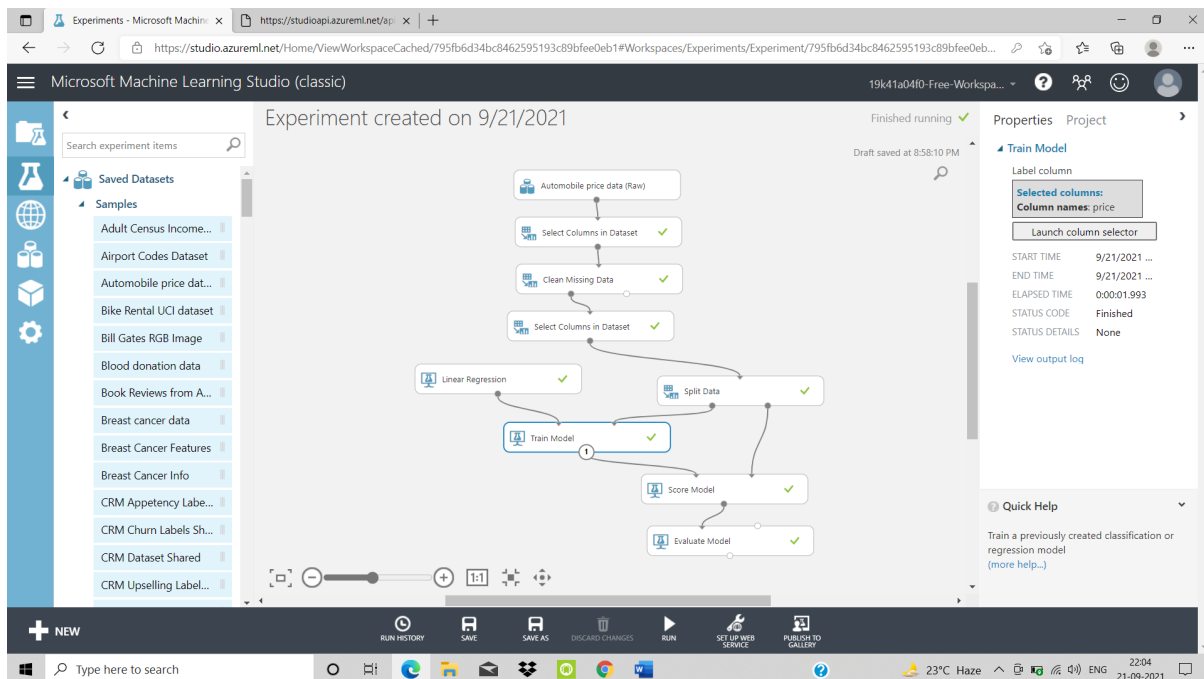 Experiments - Microsoft Machine
https://studioapi.azureml.net/api
https://studio.azureml.net/Home/ViewWorkspaceCached/795fb6d34bc8462595193c89bfee0eb1#Workspaces/Experiments/Experiment/795fb6d34bc8462595193c89bfee0eb...
Microsoft Machine Learning Studio (classic)
19k41a04f0-Free-Workspa...
Search experiment items
Saved Datasets
Samples
Adult Census Income...
Airport Codes Dataset
Automobile price dat...
Bike Rental UCI dataset
Bill Gates RGB Image
Blood donation data
Book Reviews from A...
Breast cancer data
Breast Cancer Features
Breast Cancer Info
CRM Appetency Labe...
CRM Churn Labels Sh...
CRM Dataset Shared
CRM Upselling Label...
Experiment created on 9/21/2021
Finished running
Draft saved at 8:58:10 PM
Automobile price data (Raw)
Select Columns in Dataset
Clean Missing Data
Select Columns in Dataset
Linear Regression
Split Data
Train Model
1
Score Model
Evaluate Model
1:1
Properties Project
Train Model
Label column
Selected columns:
Column names: price
Launch column selector
START TIME 9/21/2021 ...
END TIME 9/21/2021 ...
ELAPSED TIME 0:00:01.993
STATUS CODE Finished
STATUS DETAILS None
View output log
Quick Help
Train a previously created classification or
regression model
(more help...)
NEW
RUN HISTORY
SAVE
SAVE AS
DISCARD CHANGES
RUN
SET UP WEB
SERVICE
PUBLISH TO
GALLERY
Type here to search
23°C Haze
ENG
22:04
21-09-2021